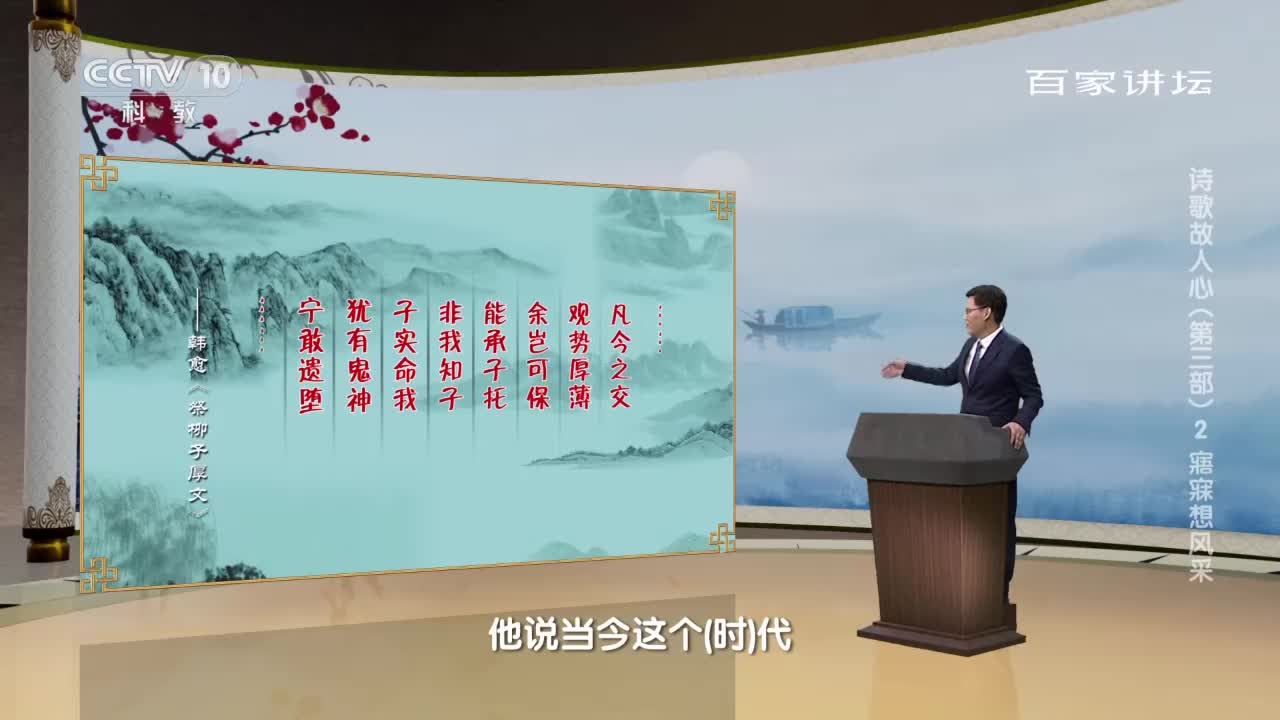 CCTV 10
科教
百家讲坛
诗歌故人心（第三部）2 寤寐想风采
……
凡今之交
观势厚薄
余岂可保
能承子托
非我知子
子实命我
犹有鬼神
宁敢遗堕
……
——韩愈《祭柳子厚文》
他说当今这个(时)代